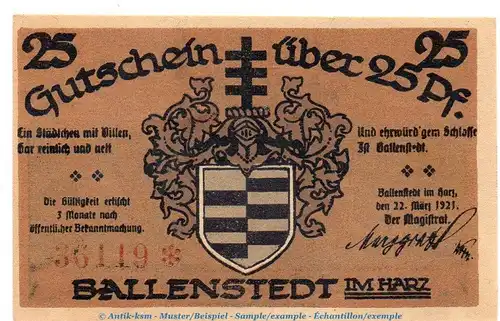 25 25
Gutschein über 25 Pf.
Ein Städtchen mit Villen,
Gar reinlich und nett
Und ehrwürd'gem Schlosse
Ist Ballenstedt.
Die Gültigkeit erlischt
3 Monate nach
öffentlicher Bekanntmachung.
Ballenstedt im Harz,
den 22. März 1921.
Der Magistrat.
36119 *
BALLENSTEDT IM HARZ
© Antik-ksm - Muster/Beispiel - Sample/exemple - Échantillon/exemple